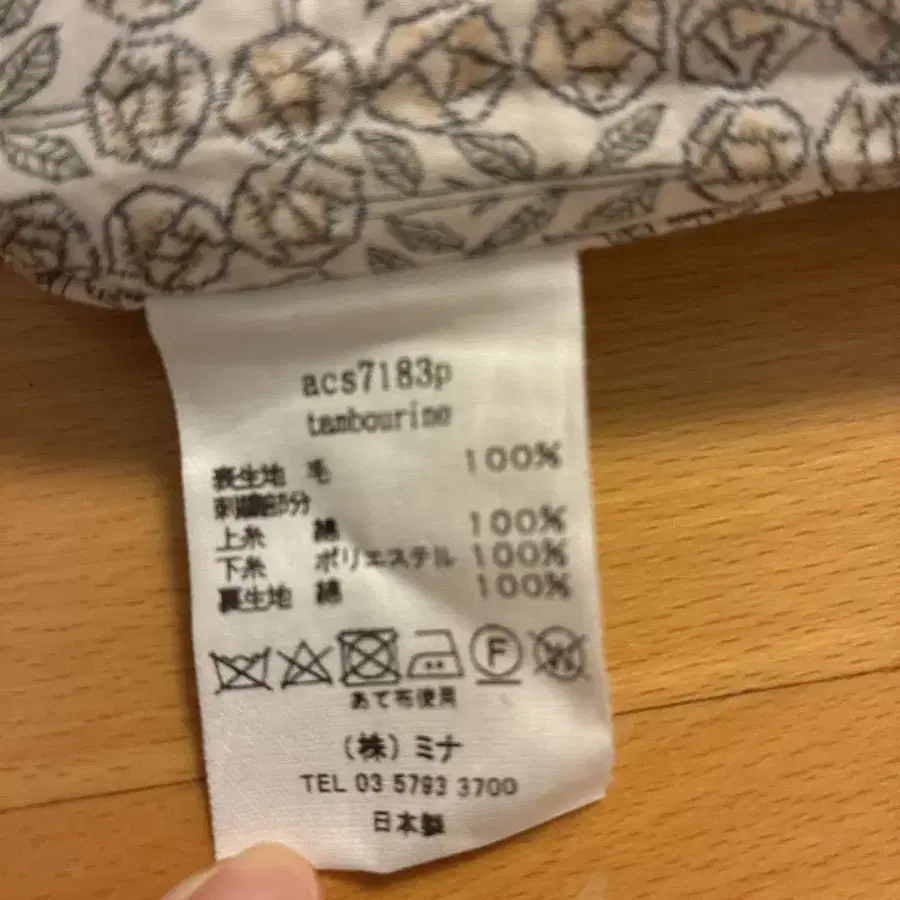 acs7183p
tambourine
表生地 毛 100%
刺繍部分
上糸 綿 100%
下糸 ポリエステル 100%
裏生地 綿 100%
F
W
あて布使用
(株)ミナ
TEL 03 5793 3700
日本製